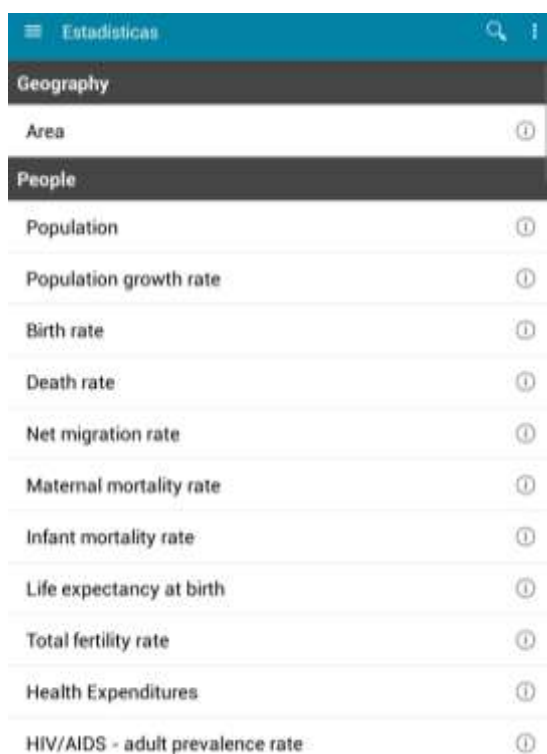 Estadísticas
Geography
Area
People
Population
Population growth rate
Birth rate
Death rate
Net migration rate
Maternal mortality rate
Infant mortality rate
Life expectancy at birth
Total fertility rate
Health Expenditures
HIV/AIDS - adult prevalence rate